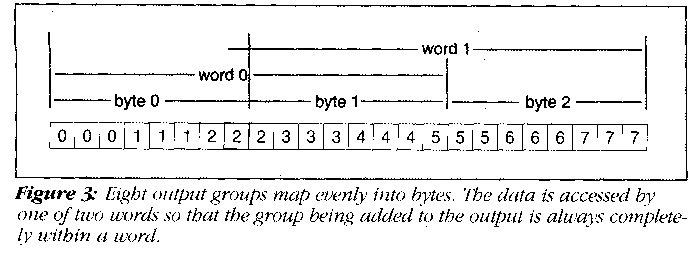 word 1
word 0
byte 0 byte 1 byte 2
0 0 0 1 1 1 2 2 2 3 3 3 4 4 4 5 5 5 6 6 6 7 7 7
Figure 3: Eight output groups map evenly into bytes. The data is accessed by
one of two words so that the group being added to the output is always complete-
ly within a word.